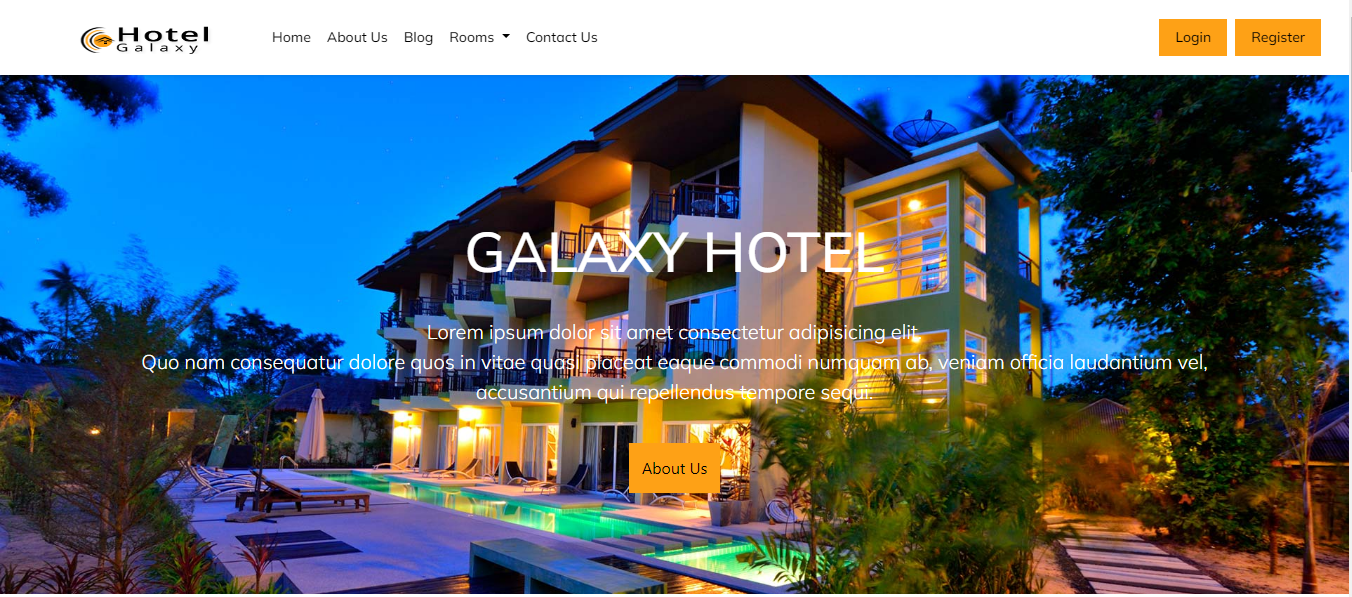 Hotel
Galaxy
Home About Us Blog Rooms Contact Us Login Register
GALAXY HOTEL
Lorem ipsum dolor sit amet consectetur adipisicing elit.
Quo nam consequatur dolore quos in vitae quasi placeat eaque commodi numquam ab, veniam officia laudantium vel,
accusantium qui repellendus tempore sequi.
About Us